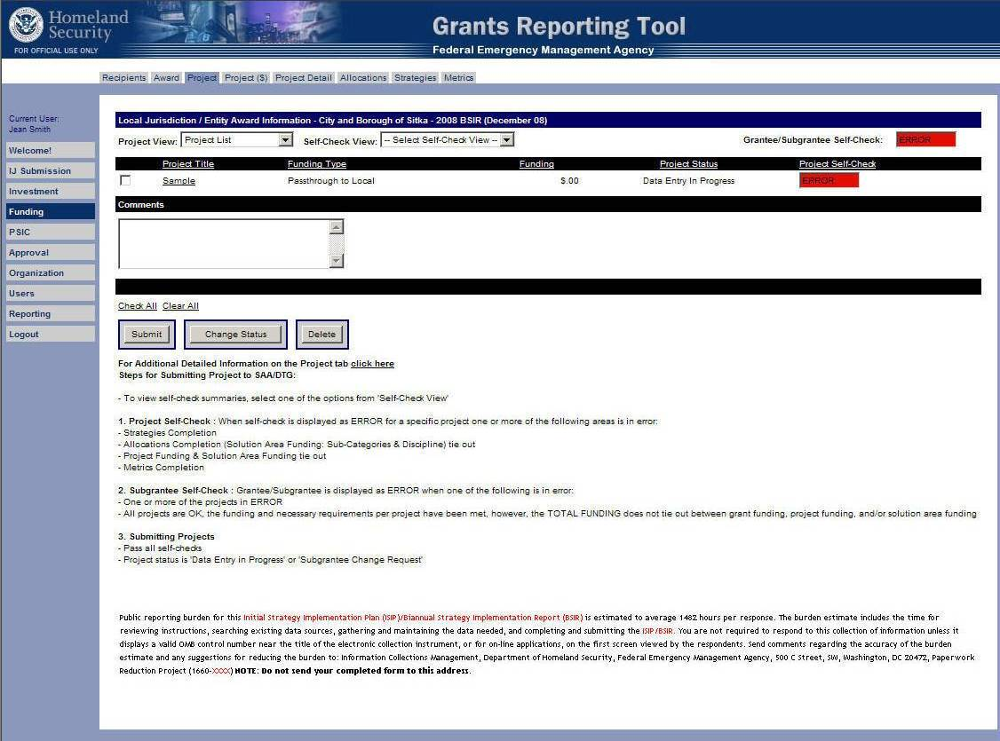 Homeland
Security
FOR OFFICIAL USE ONLY
Grants Reporting Tool
Federal Emergency Management Agency
Recipients Award Project Project ($) Project Detail Allocations Strategies Metrics
Current User:
Jean Smith
Welcome!
IJ Submission
Investment
Funding
PSIC
Approval
Organization
Users
Reporting
Logout
Local Jurisdiction / Entity Award Information - City and Borough of Sitka - 2008 BSIR (December 08)
Project View: Project List Self-Check View: -- Select Self-Check View -- Grantee/Subgrantee Self-Check: ERROR
Project Title Funding Type Funding Project Status Project Self-Check
Sample Passthrough to Local $.00 Data Entry In Progress ERROR
Comments
Check All Clear All
Submit Change Status Delete
For Additional Detailed Information on the Project tab click here
Steps for Submitting Project to SAA/DTG:
- To view self-check summaries, select one of the options from 'Self-Check View'
1. Project Self-Check : When self-check is displayed as ERROR for a specific project one or more of the following areas is in error:
- Strategies Completion
- Allocations Completion (Solution Area Funding: Sub-Categories & Discipline) tie out
- Project Funding & Solution Area Funding tie out
- Metrics Completion
2. Subgrantee Self-Check : Grantee/Subgrantee is displayed as ERROR when one of the following is in error:
- One or more of the projects in ERROR
- All projects are OK, the funding and necessary requirements per project have been met, however, the TOTAL FUNDING does not tie out between grant funding, project funding, and/or solution area funding
3. Submitting Projects
- Pass all self-checks
- Project status is 'Data Entry in Progress' or 'Subgrantee Change Request'
Public reporting burden for this Initial Strategy Implementation Plan (ISIP)/Biannual Strategy Implementation Report (BSIR) is estimated to average 1482 hours per response. The burden estimate includes the time for
reviewing instructions, searching existing data sources, gathering and maintaining the data needed, and completing and submitting the ISIP/BSIR. You are not required to respond to this collection of information unless it
displays a valid OMB control number near the title of the electronic collection instrument, or for on-line applications, on the first screen viewed by the respondents. Send comments regarding the accuracy of the burden
estimate and any suggestions for reducing the burden to: Information Collections Management, Department of Homeland Security, Federal Emergency Management Agency, 500 C Street, SW, Washington, DC 20472, Paperwork
Reduction Project (1660-XXXX) NOTE: Do not send your completed form to this address.